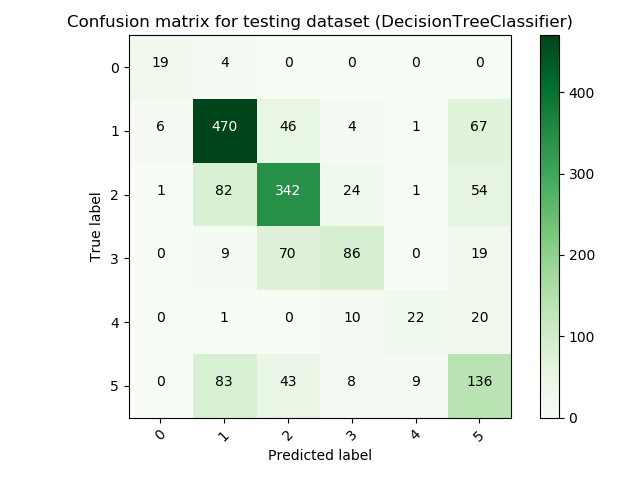 Confusion matrix for testing dataset (DecisionTreeClassifier)
0 19 4 0 0 0 0
1 6 470 46 4 1 67
2 1 82 342 24 1 54
3 0 9 70 86 0 19
4 0 1 0 10 22 20
5 0 83 43 8 9 136
0 1 2 3 4 5
True label
Predicted label
400
300
200
100
0